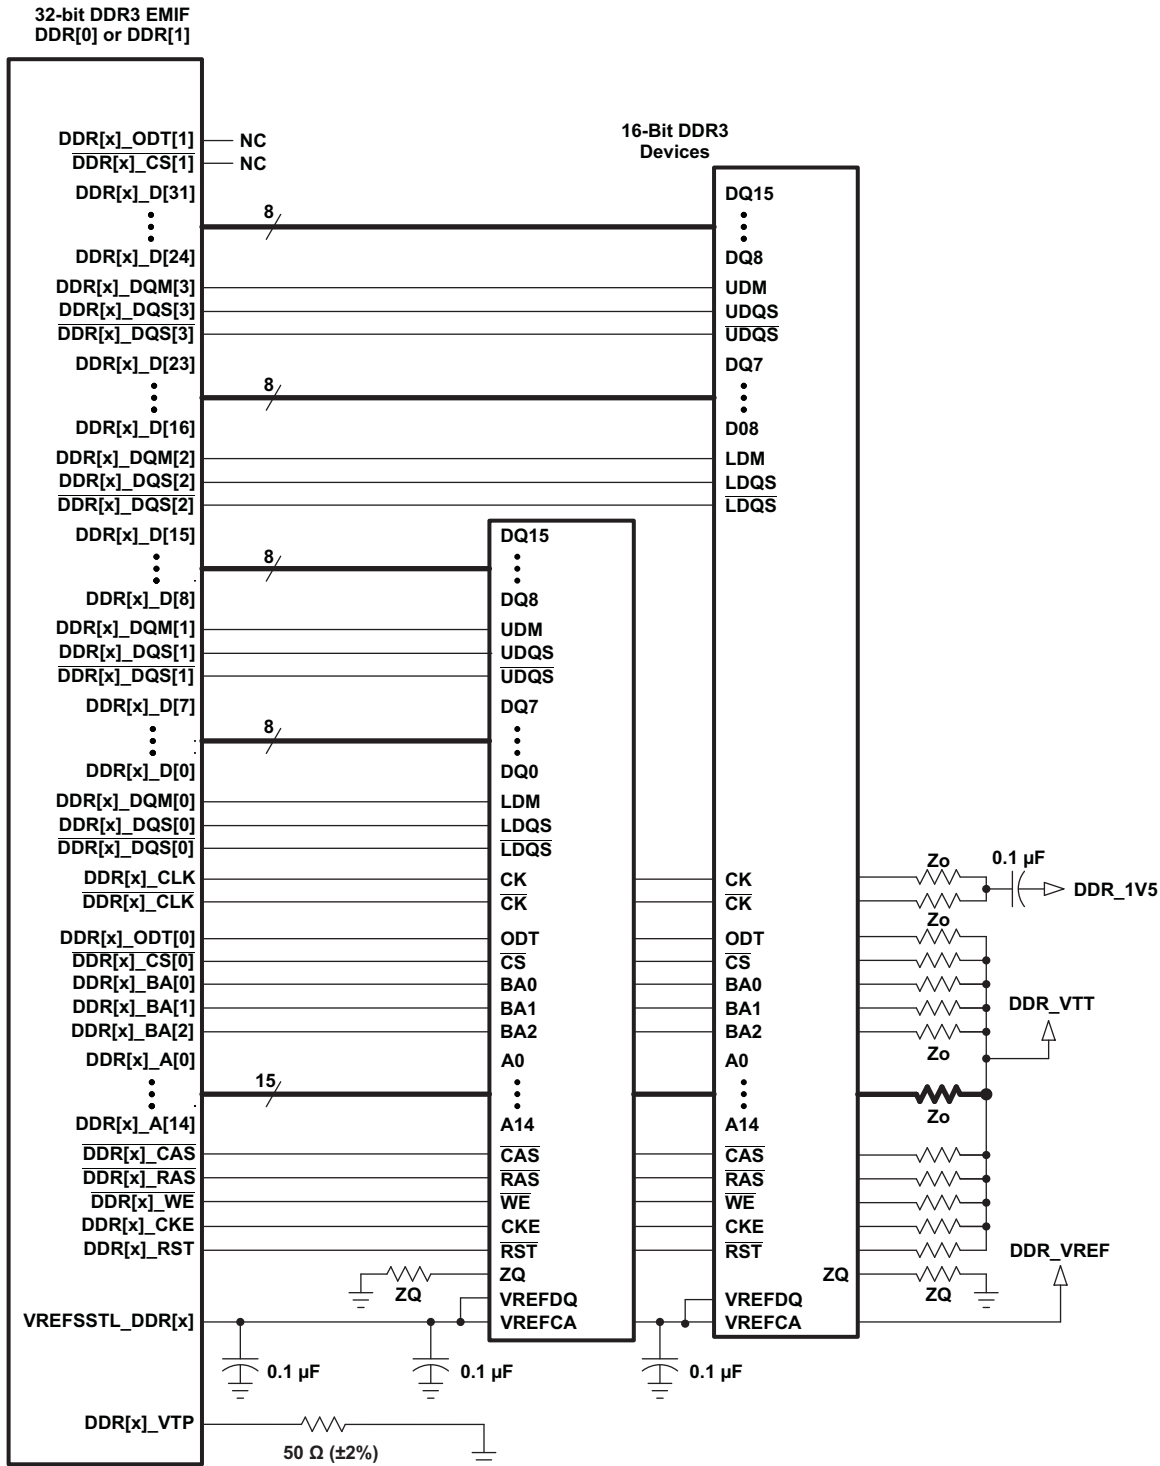 32-bit DDR3 EMIF
DDR[0] or DDR[1]
16-Bit DDR3
Devices
DDR[x]_ODT[1] NC
DDR[x]_CS[1] NC
DDR[x]_D[31] DQ15
8
DDR[x]_D[24] DQ8
DDR[x]_DQM[3] UDM
DDR[x]_DQS[3] UDQS
DDR[x]_DQS[3] UDQS
DDR[x]_D[23] DQ7
8
DDR[x]_D[16] D08
DDR[x]_DQM[2] LDM
DDR[x]_DQS[2] LDQS
DDR[x]_DQS[2] LDQS
DDR[x]_D[15] DQ15
8
DDR[x]_D[8] DQ8
DDR[x]_DQM[1] UDM
DDR[x]_DQS[1] UDQS
DDR[x]_DQS[1] UDQS
DDR[x]_D[7] DQ7
8
DDR[x]_D[0] DQ0
DDR[x]_DQM[0] LDM
DDR[x]_DQS[0] LDQS
DDR[x]_DQS[0] LDQS
Zo 0.1 µF
DDR[x]_CLK CK CK
DDR_1V5
DDR[x]_CLK CK CK
Zo
DDR[x]_ODT[0] ODT ODT
DDR[x]_CS[0] CS CS
DDR[x]_BA[0] BA0 BA0
DDR[x]_BA[1] BA1 BA1 DDR_VTT
DDR[x]_BA[2] BA2 BA2
Zo
DDR[x]_A[0] A0 A0
15
Zo
DDR[x]_A[14] A14 A14
DDR[x]_CAS CAS CAS
DDR[x]_RAS RAS RAS
DDR[x]_WE WE WE
DDR[x]_CKE CKE CKE
DDR[x]_RST RST RST DDR_VREF
ZQ ZQ
ZQ ZQ
VREFDQ VREFDQ
VREFSSTL_DDR[x] VREFCA VREFCA
0.1 µF 0.1 µF 0.1 µF
DDR[x]_VTP
50 Ω (±2%)